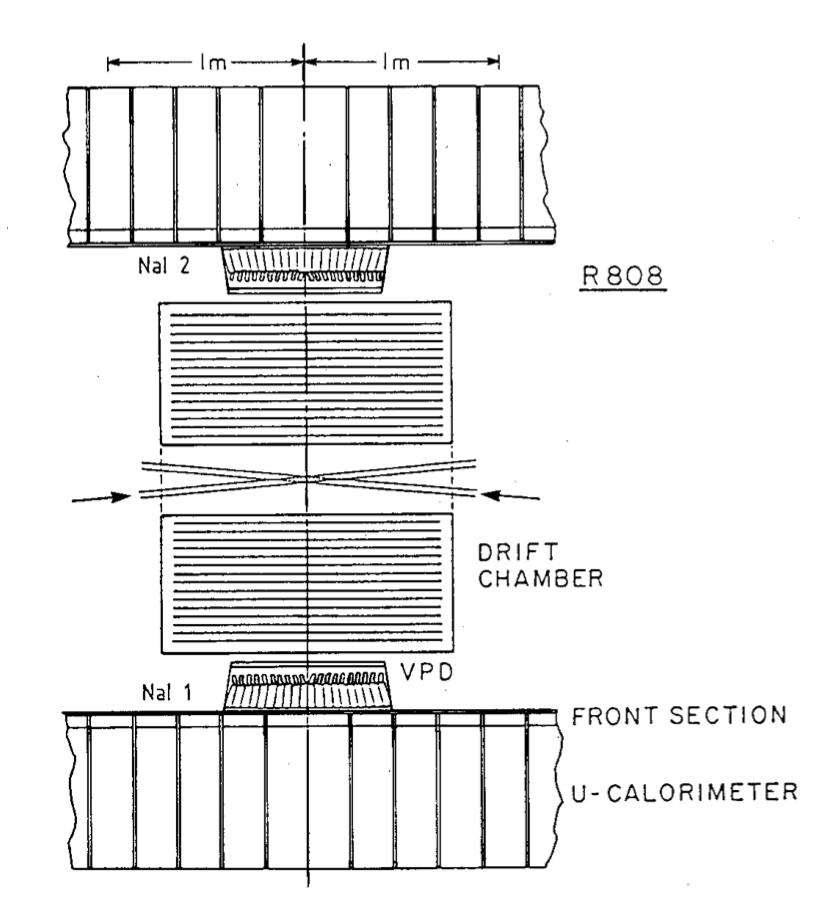 1m 1m
NaI 2
R808
DRIFT
CHAMBER
VPD
NaI 1
FRONT SECTION
U-CALORIMETER